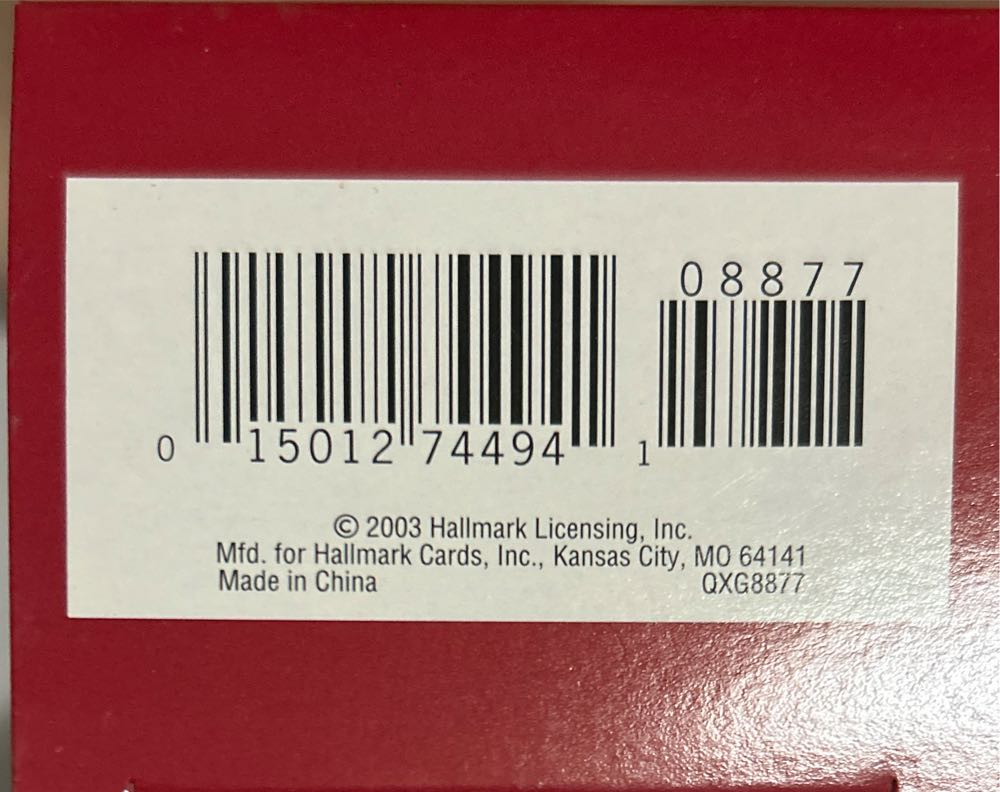 08877
0 15012 74494 1
© 2003 Hallmark Licensing, Inc.
Mfd. for Hallmark Cards, Inc., Kansas City, MO 64141
Made in China QXG8877